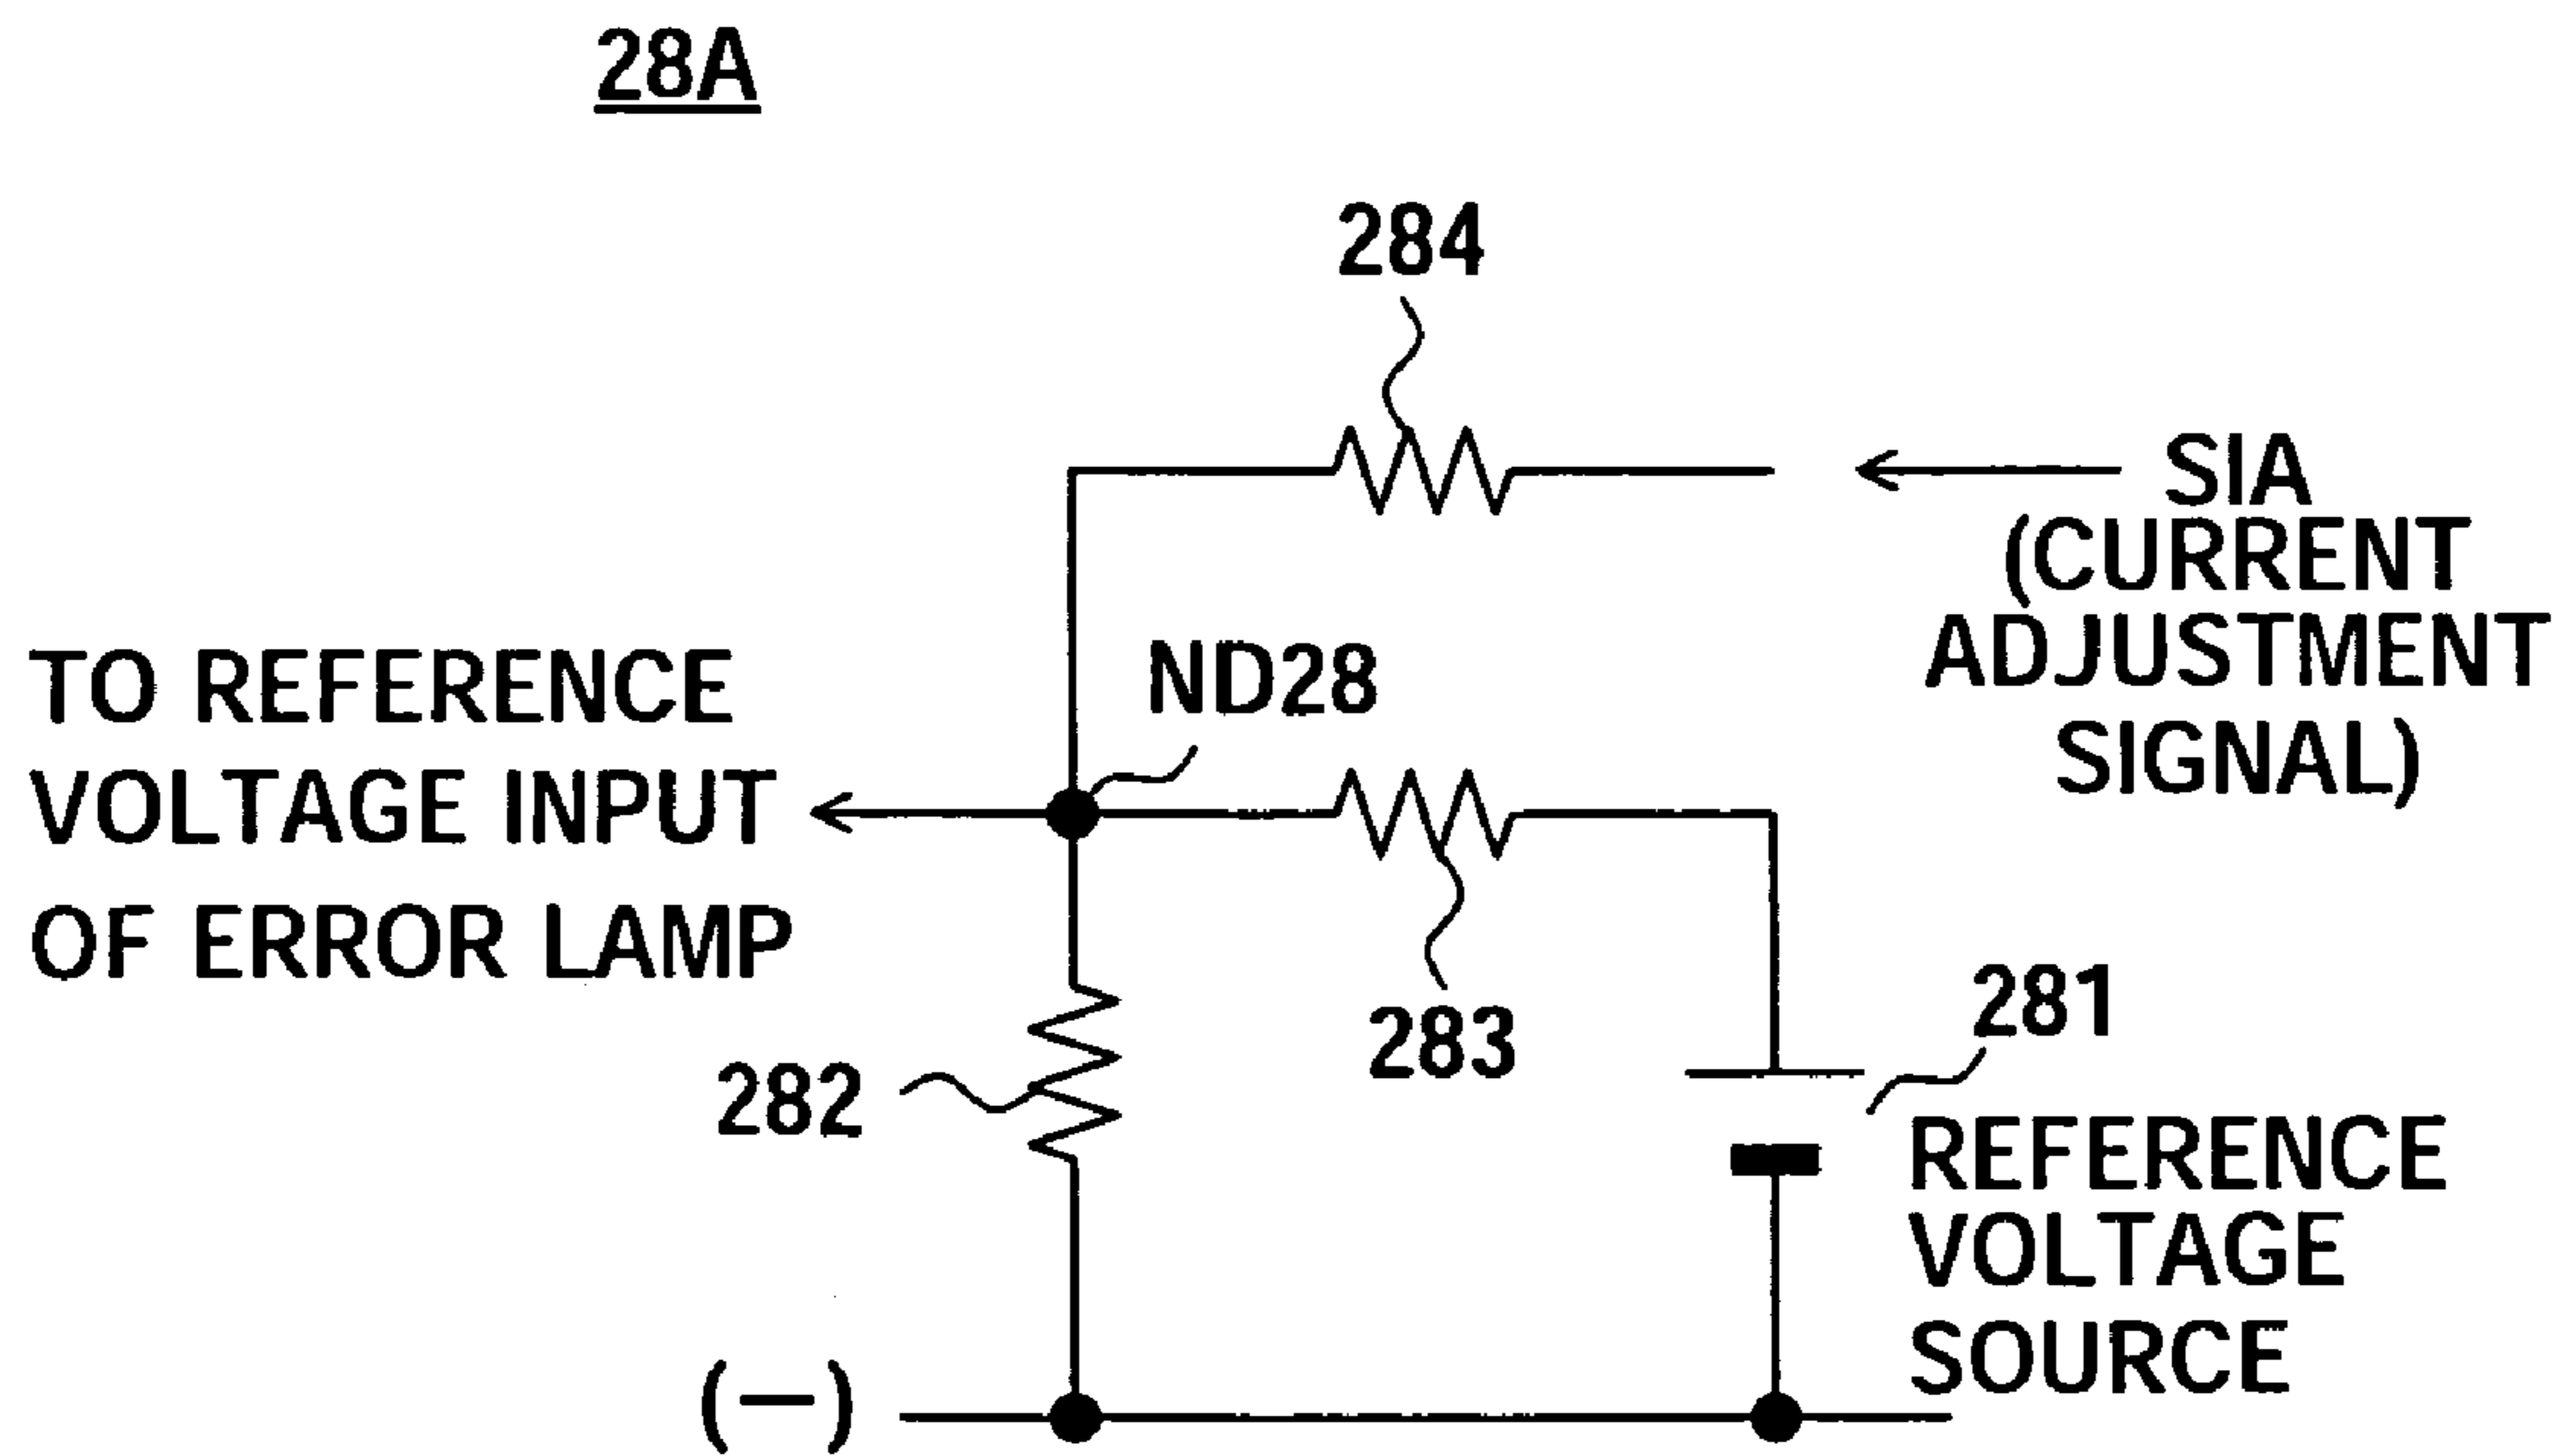 28A
284
SIA
(CURRENT
ADJUSTMENT
SIGNAL)
ND28
TO REFERENCE
VOLTAGE INPUT
OF ERROR LAMP
283
281
282
REFERENCE
VOLTAGE
SOURCE
(—)